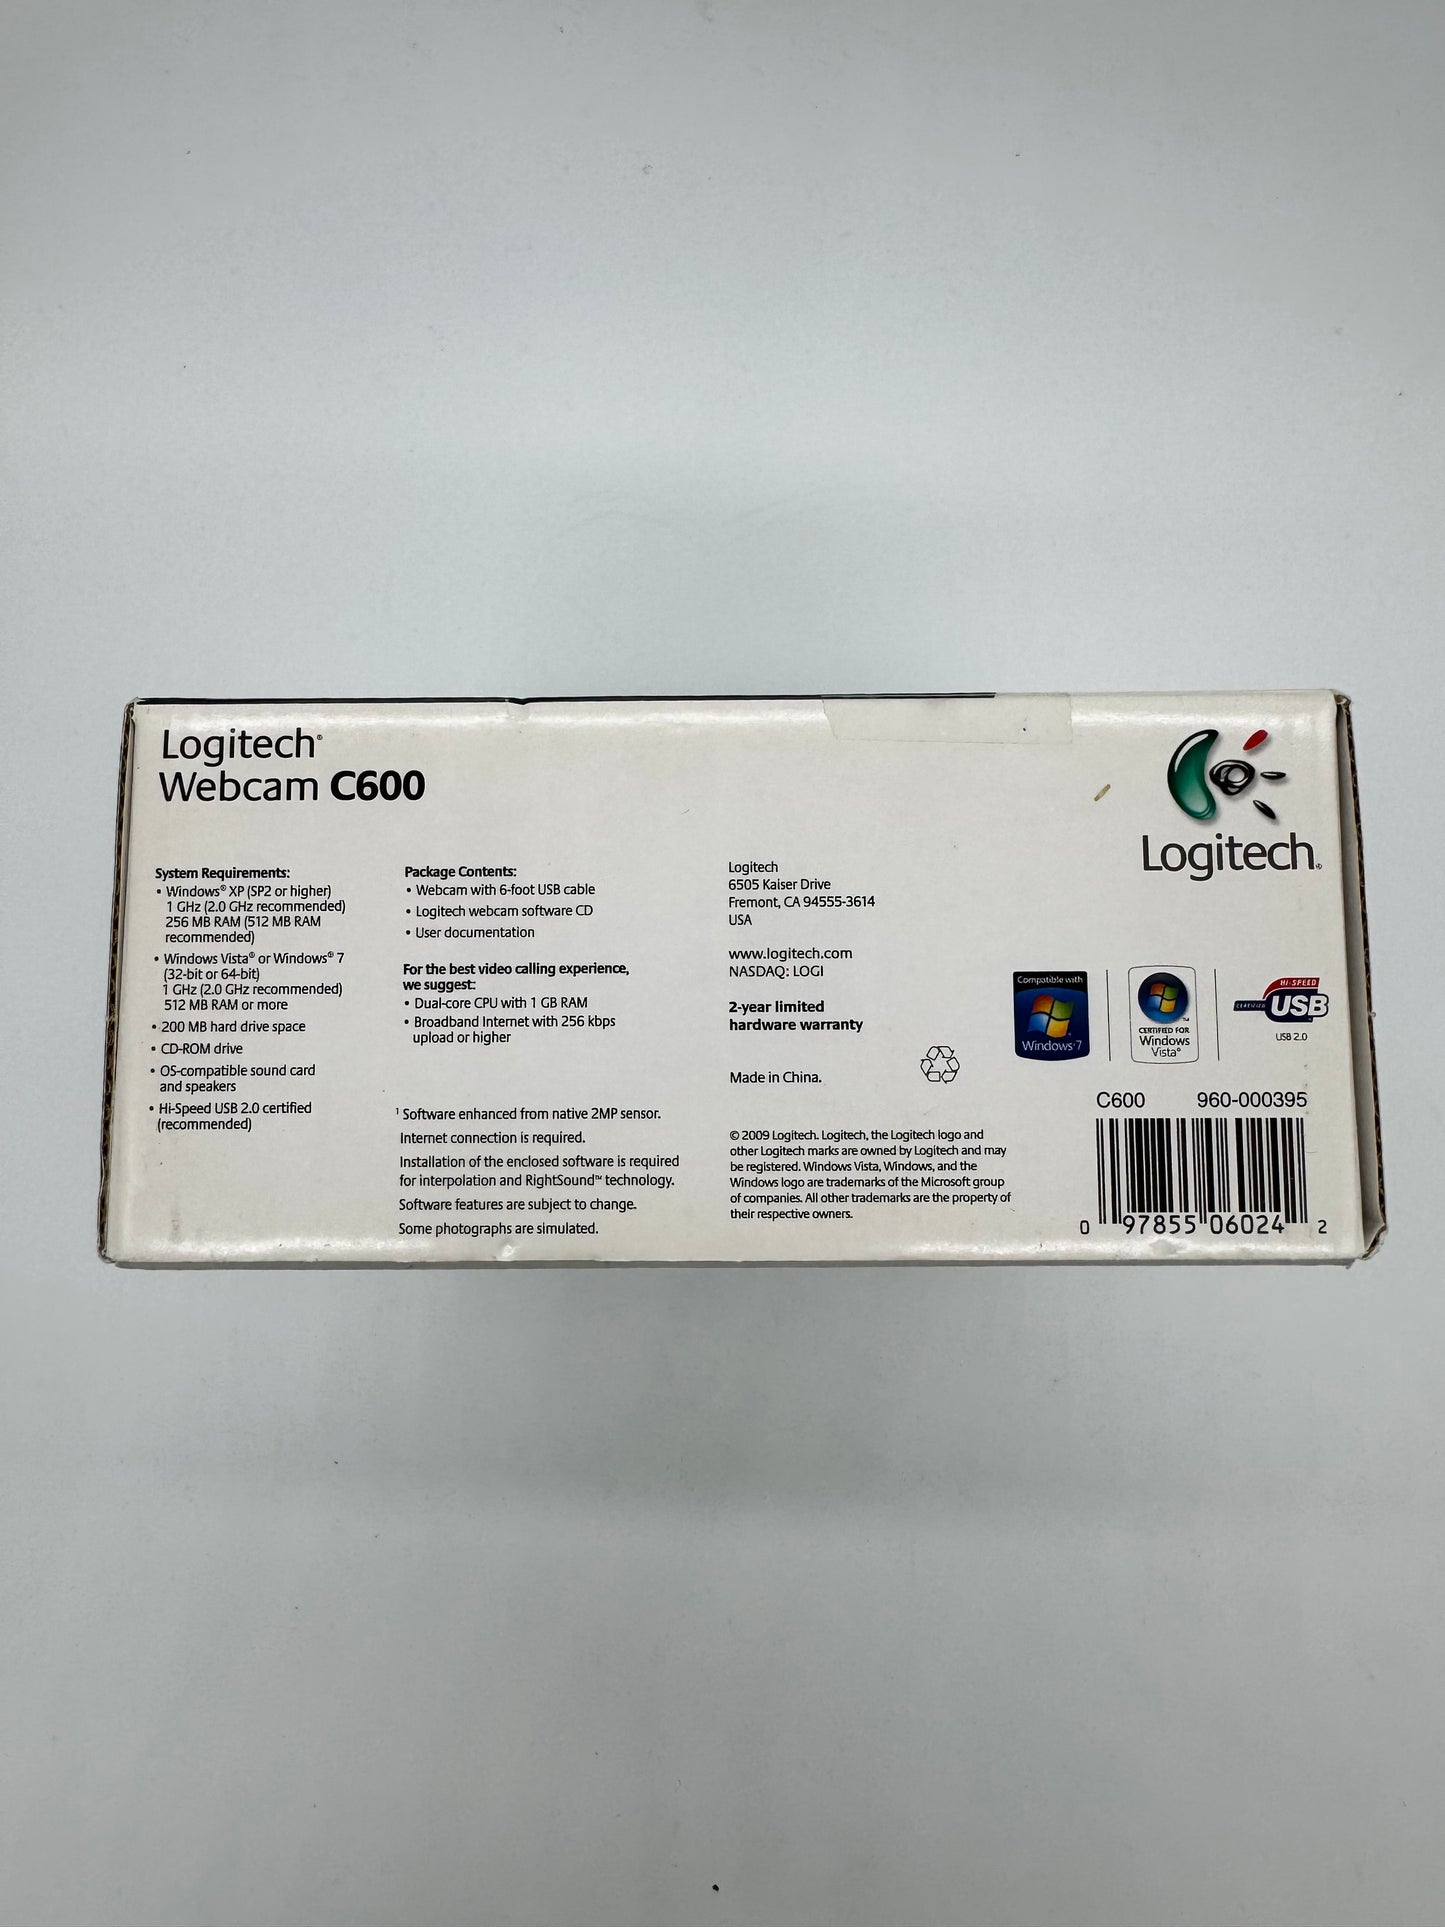 Logitech®
Webcam C600
System Requirements:
• Windows® XP (SP2 or higher)
1 GHz (2.0 GHz recommended)
256 MB RAM (512 MB RAM
recommended)
• Windows Vista® or Windows® 7
(32-bit or 64-bit)
1 GHz (2.0 GHz recommended)
512 MB RAM or more
• 200 MB hard drive space
• CD-ROM drive
• OS-compatible sound card
and speakers
• Hi-Speed USB 2.0 certified
(recommended)
Package Contents:
• Webcam with 6-foot USB cable
• Logitech webcam software CD
• User documentation
For the best video calling experience,
we suggest:
• Dual-core CPU with 1 GB RAM
• Broadband Internet with 256 kbps
upload or higher
¹ Software enhanced from native 2MP sensor.
Internet connection is required.
Installation of the enclosed software is required
for interpolation and RightSound™ technology.
Software features are subject to change.
Some photographs are simulated.
Logitech
6505 Kaiser Drive
Fremont, CA 94555-3614
USA
www.logitech.com
NASDAQ: LOGI
2-year limited
hardware warranty
Made in China.
© 2009 Logitech. Logitech, the Logitech logo and
other Logitech marks are owned by Logitech and may
be registered. Windows Vista, Windows, and the
Windows logo are trademarks of the Microsoft group
of companies. All other trademarks are the property of
their respective owners.
Logitech®
Compatible with
Windows®7
CERTIFIED FOR
Windows
Vista®
HI-SPEED
CERTIFIED USB™
USB 2.0
C600 960-000395
0 97855 06024 2